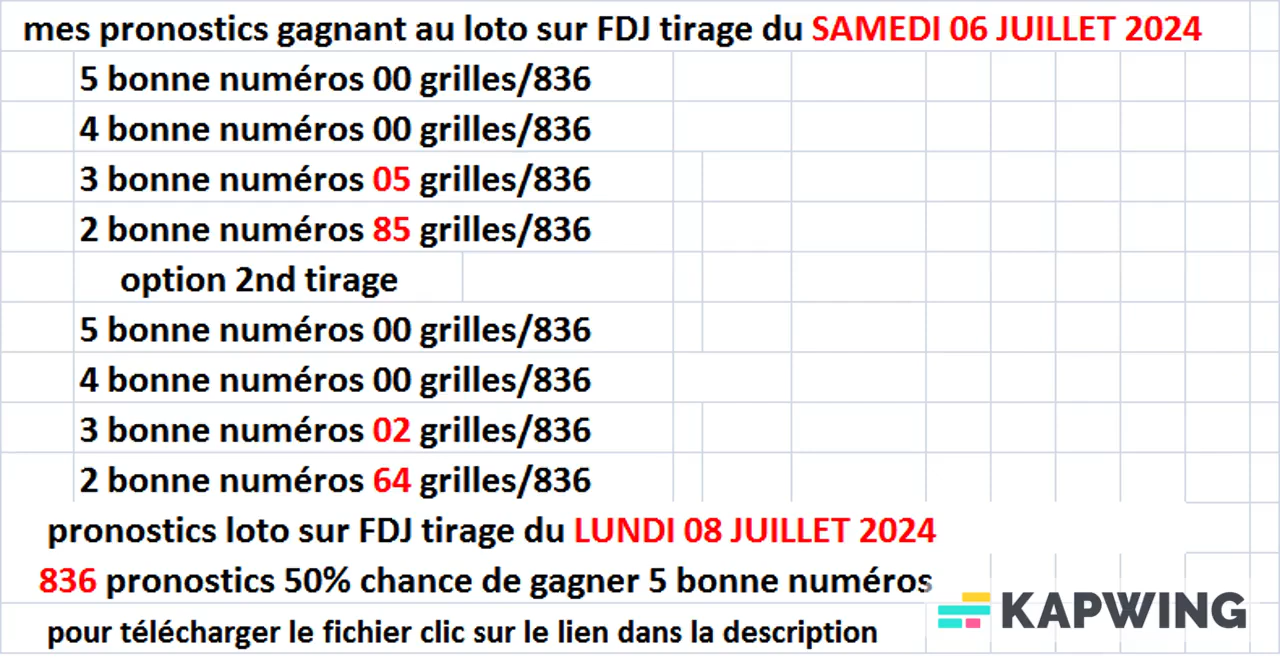 mes pronostics gagnant au loto sur FDJ tirage du SAMEDI 06 JUILLET 2024
5 bonne numéros 00 grilles/836
4 bonne numéros 00 grilles/836
3 bonne numéros 05 grilles/836
2 bonne numéros 85 grilles/836
option 2nd tirage
5 bonne numéros 00 grilles/836
4 bonne numéros 00 grilles/836
3 bonne numéros 02 grilles/836
2 bonne numéros 64 grilles/836
pronostics loto sur FDJ tirage du LUNDI 08 JUILLET 2024
836 pronostics 50% chance de gagner 5 bonne numéros
pour télécharger le fichier clic sur le lien dans la description
KAPWING